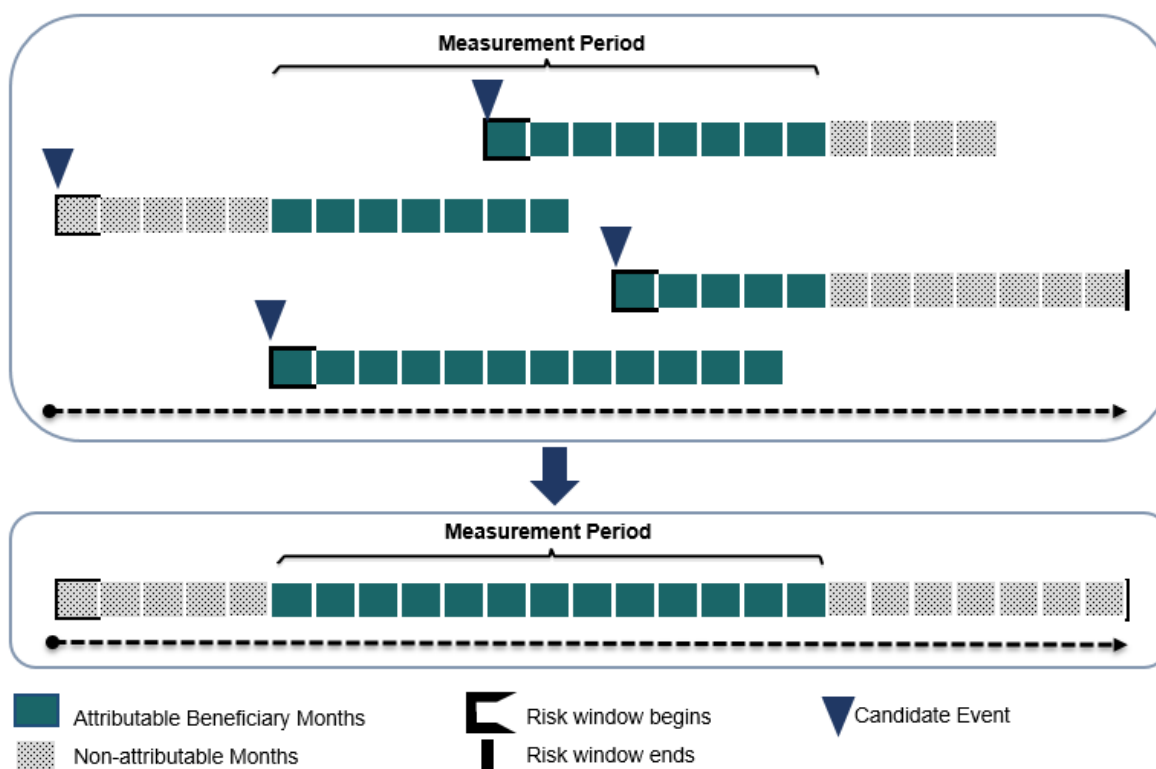 Measurement Period
Measurement Period
Attributable Beneficiary Months
Risk window begins
Candidate Event
Non-attributable Months
Risk window ends